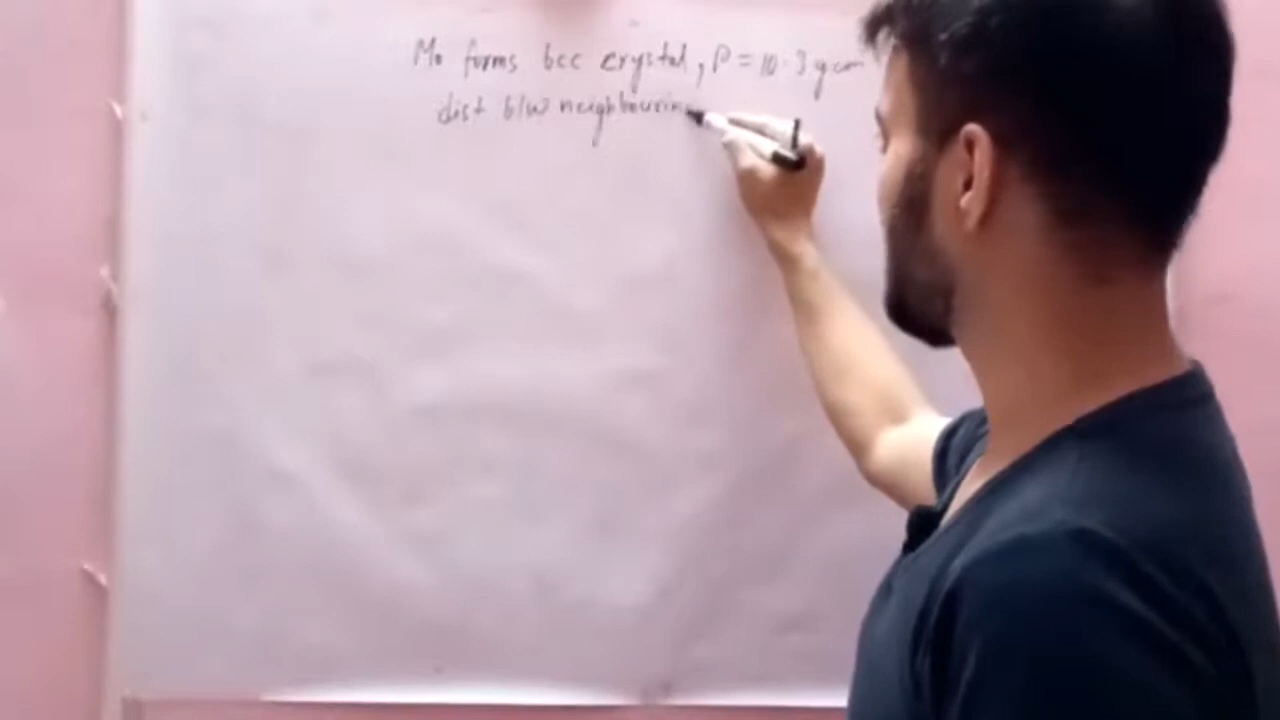 Mo forms bcc crystal, ρ = 10.3 g cm
dist b/w neighbourin